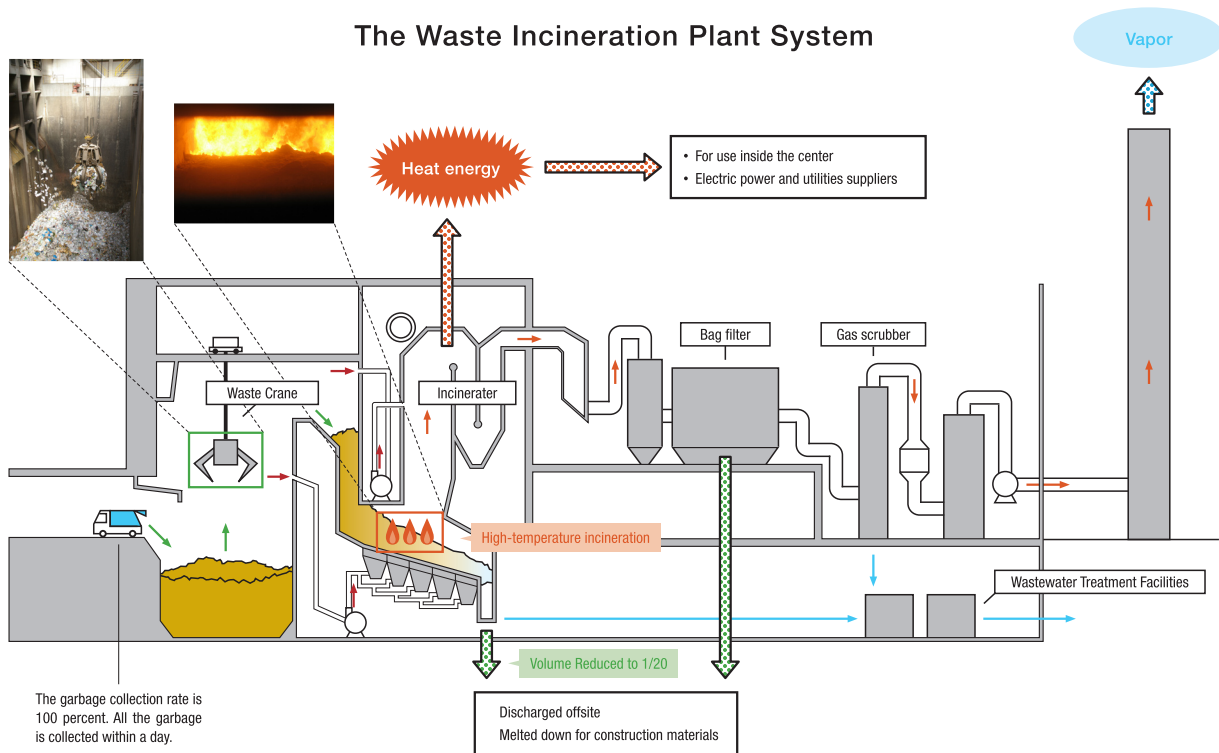 The Waste Incineration Plant System
Vapor
Heat energy
• For use inside the center
• Electric power and utilities suppliers
Bag filter
Gas scrubber
Waste Crane
Incinerater
High-temperature incineration
Wastewater Treatment Facilities
Volume Reduced to 1/20
The garbage collection rate is
100 percent. All the garbage
is collected within a day.
Discharged offsite
Melted down for construction materials